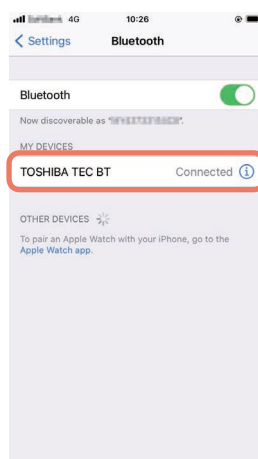 4G 10:26
Settings Bluetooth
Bluetooth
Now discoverable as "
MY DEVICES
TOSHIBA TEC BT Connected
OTHER DEVICES
To pair an Apple Watch with your iPhone, go to the
Apple Watch app.